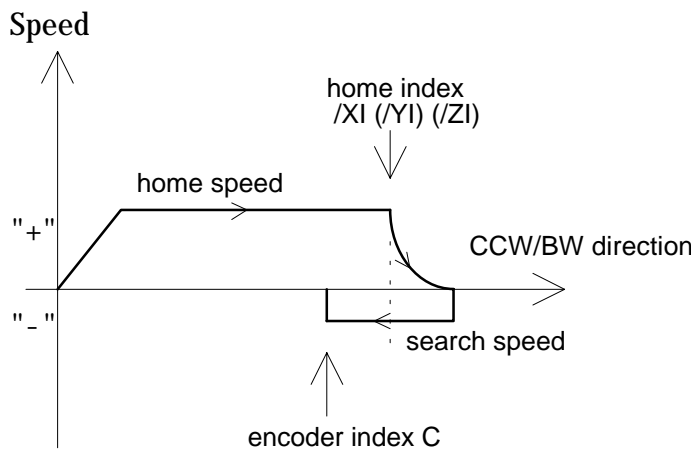 Speed
home index
/XI (/YI) (/ZI)
home speed
"+"
CCW/BW direction
"-"
search speed
encoder index C